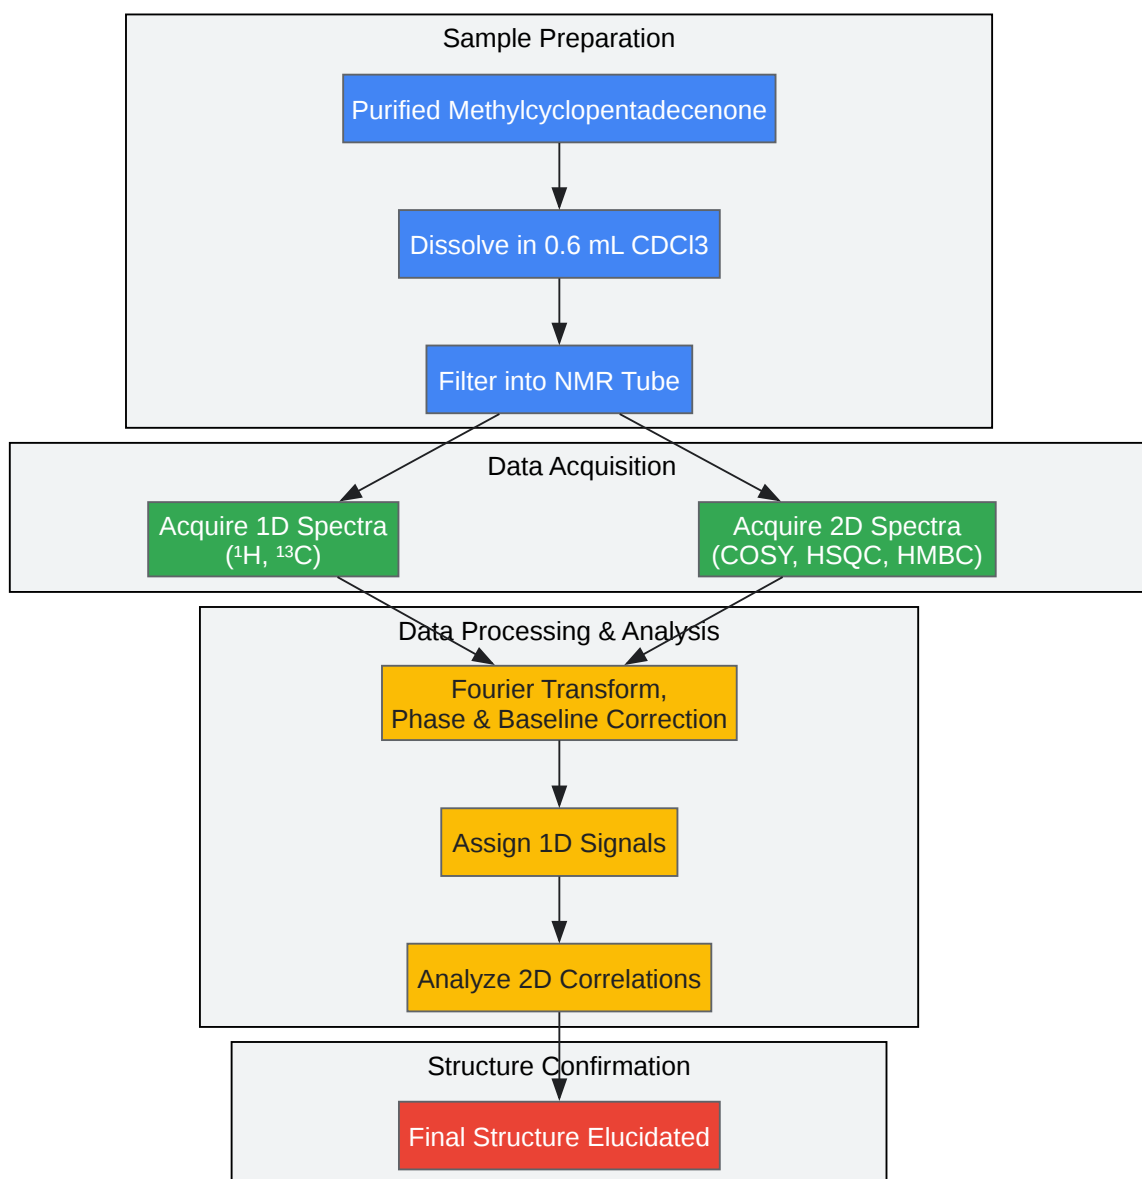 Sample Preparation
Purified Methylcyclopentadecenone
Dissolve in 0.6 mL CDCl3
Filter into NMR Tube
Data Acquisition
Acquire 1D Spectra
(¹H, ¹³C)
Acquire 2D Spectra
(COSY, HSQC, HMBC)
Data Processing & Analysis
Fourier Transform,
Phase & Baseline Correction
Assign 1D Signals
Analyze 2D Correlations
Structure Confirmation
Final Structure Elucidated